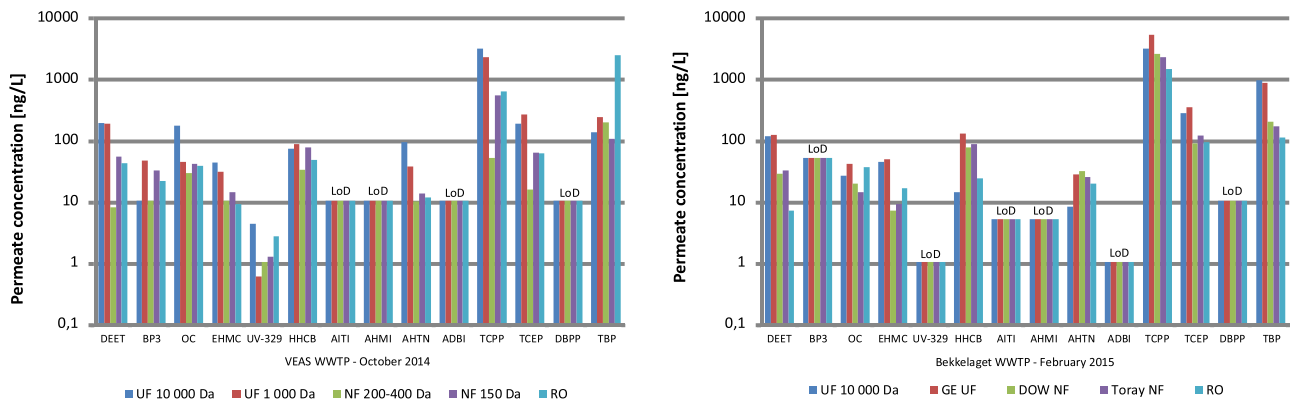 Permeate concentration [ng/L]
10000
1000
100
10
1
0,1
LoD LoD LoD LoD
DEET BP3 OC EHMC UV-329 HHCB AITI AHMI AHTN ADBI TCPP TCEP DBPP TBP
VEAS WWTP - October 2014
UF 10 000 Da UF 1 000 Da NF 200-400 Da NF 150 Da RO
Permeate concentration [ng/L]
10000
1000
100
10
1
0,1
LoD LoD LoD LoD LoD LoD
DEET BP3 OC EHMC UV-329 HHCB AITI AHMI AHTN ADBI TCPP TCEP DBPP TBP
Bekkelaget WWTP - February 2015
UF 10 000 Da GE UF DOW NF Toray NF RO